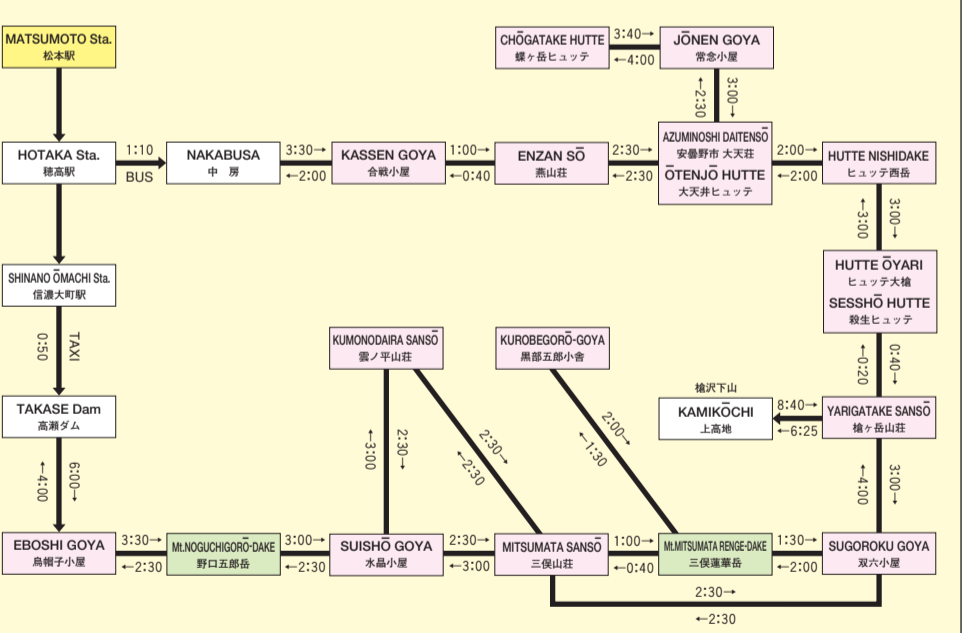 MATSUMOTO Sta.
松本駅
CHŌGATAKE HUTTE
蝶ヶ岳ヒュッテ
3:40→
←4:00
JŌNEN GOYA
常念小屋
←2:30
3:00→
HOTAKA Sta.
穂高駅
1:10
BUS
NAKABUSA
中 房
3:30→
←2:00
KASSEN GOYA
合戦小屋
1:00→
←0:40
ENZAN SŌ
燕山荘
2:30→
←2:30
AZUMINOSHI DAITENSŌ
安曇野市 大天荘
ŌTENJŌ HUTTE
大天井ヒュッテ
2:00→
←2:00
HUTTE NISHIDAKE
ヒュッテ西岳
←3:00
3:00→
SHINANO ŌMACHI Sta.
信濃大町駅
HUTTE ŌYARI
ヒュッテ大槍
SESSHŌ HUTTE
殺生ヒュッテ
0:50
TAXI
KUMONODAIRA SANSŌ
雲ノ平山荘
KUROBEGORŌ-GOYA
黒部五郎小舎
←0:20
0:40→
TAKASE Dam
高瀬ダム
槍沢下山
KAMIKŌCHI
上高地
8:40→
←6:25
YARIGATAKE SANSŌ
槍ヶ岳山荘
←4:00
6:00→
←3:00
2:30→
2:30→
←2:30
2:00→
←1:30
←4:00
3:00→
EBOSHI GOYA
烏帽子小屋
3:30→
←2:30
Mt.NOGUCHIGORŌ-DAKE
野口五郎岳
3:00→
←2:30
SUISHŌ GOYA
水晶小屋
2:30→
←3:00
MITSUMATA SANSŌ
三俣山荘
1:00→
←0:40
Mt.MITSUMATA RENGE-DAKE
三俣蓮華岳
1:30→
←2:00
SUGOROKU GOYA
双六小屋
2:30→
←2:30